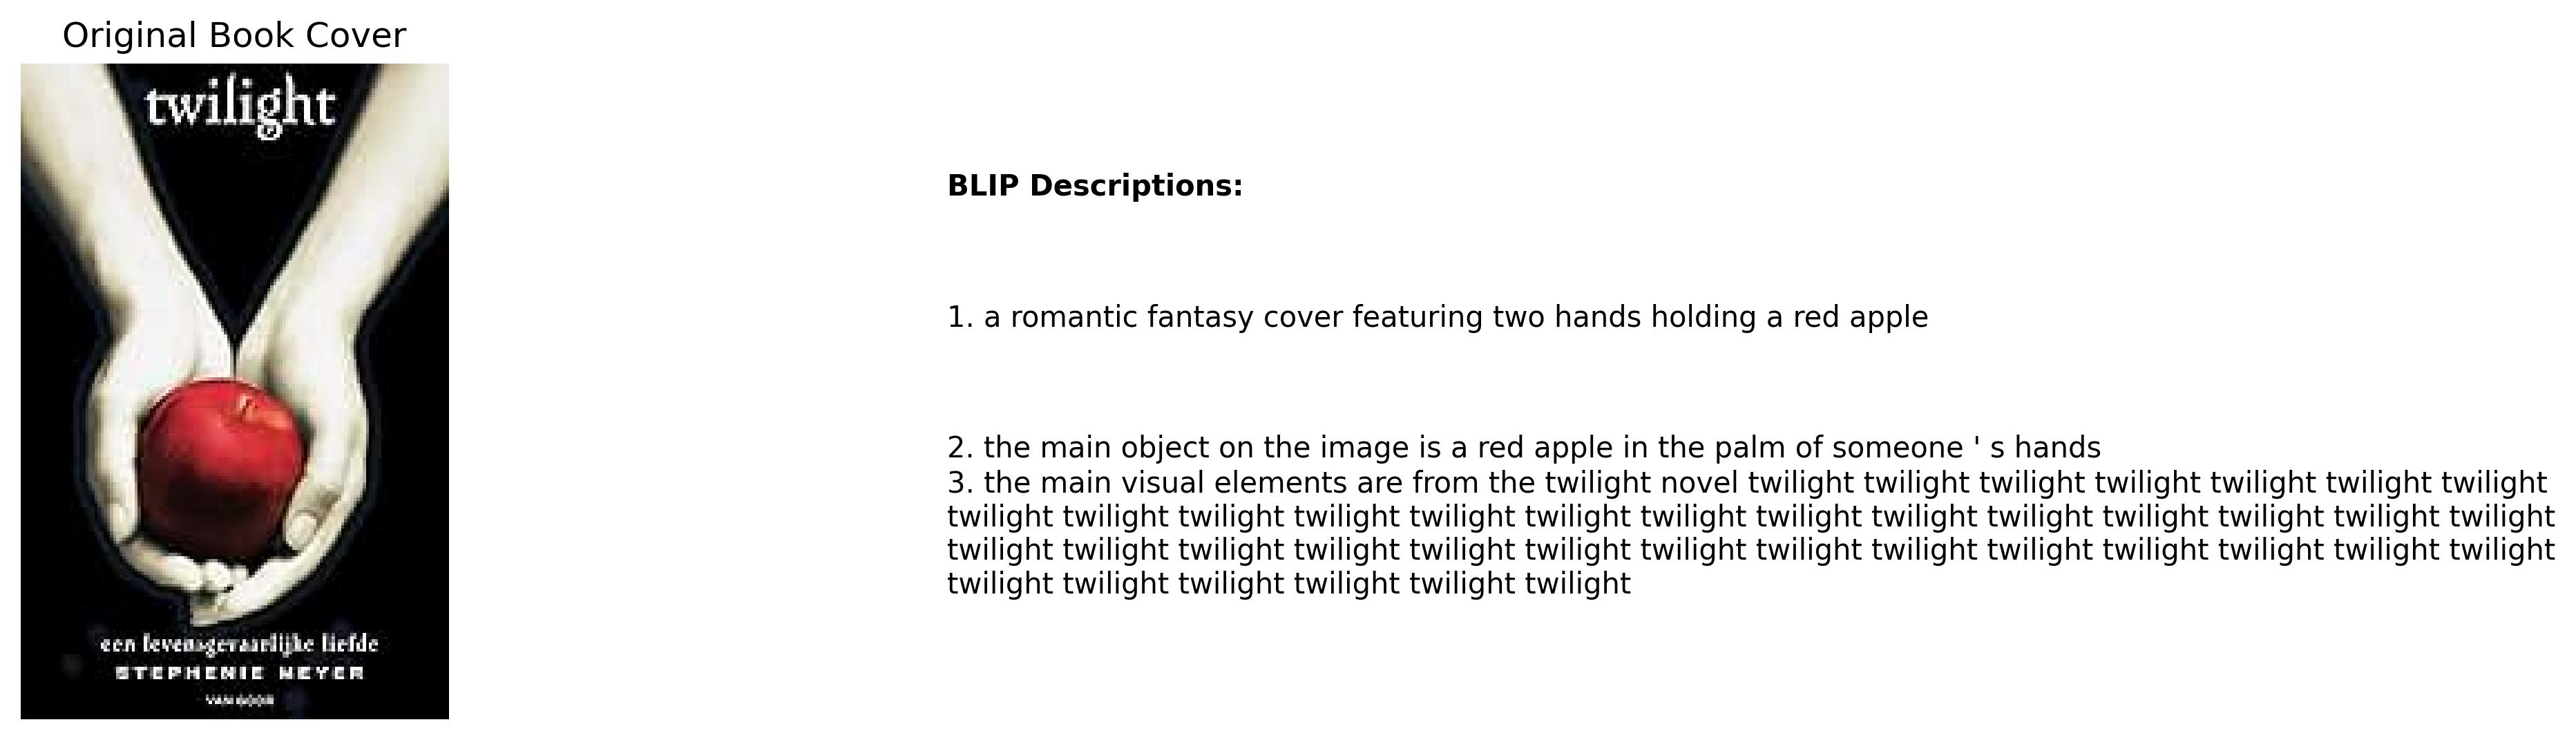 Original Book Cover
twilight
een levensgevaarlijke liefde
STEPHENIE MEYER
VAN GOOR
BLIP Descriptions:
1. a romantic fantasy cover featuring two hands holding a red apple
2. the main object on the image is a red apple in the palm of someone ' s hands
3. the main visual elements are from the twilight novel twilight twilight twilight twilight twilight twilight twilight
twilight twilight twilight twilight twilight twilight twilight twilight twilight twilight twilight twilight twilight twilight
twilight twilight twilight twilight twilight twilight twilight twilight twilight twilight twilight twilight twilight twilight
twilight twilight twilight twilight twilight twilight